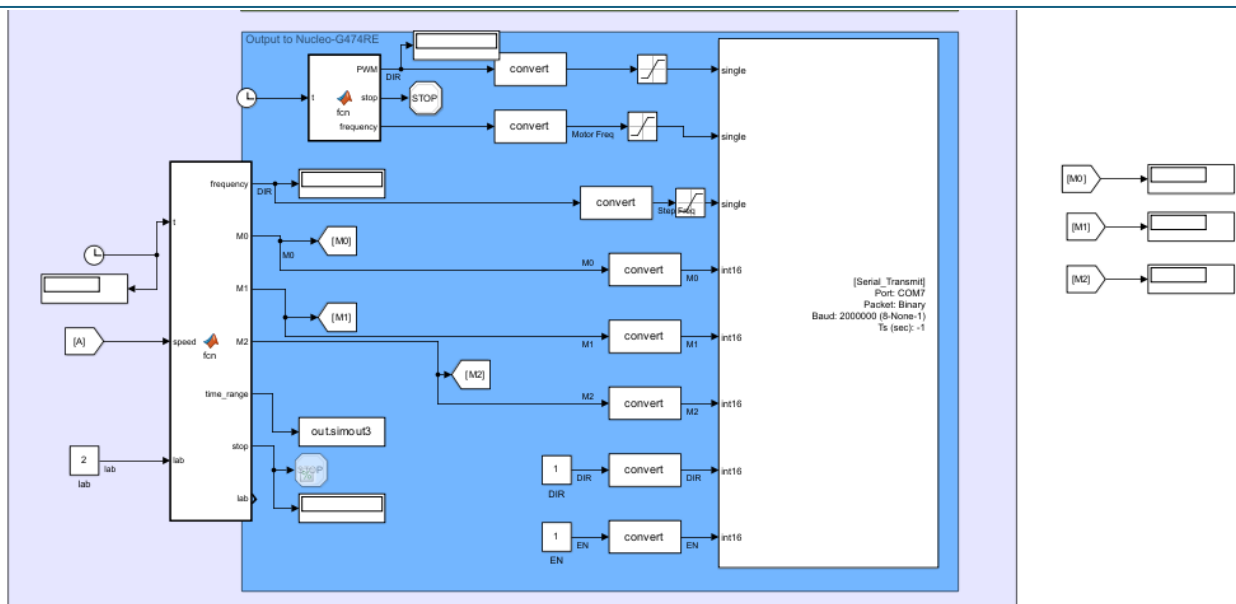 Output to Nucleo-G474RE
PWM
DIR
convert
single
t
stop
STOP
fcn
frequency
convert
Motor Freq
single
frequency
DIR
convert
Step Freq
single
t
[M0]
M0
M0
[M0]
M0
convert
M0
int16
[Serial_Transmit]
Port: COM7
Packet: Binary
Baud: 2000000 (8-None-1)
Ts (sec): -1
[M1]
M1
[M1]
[M2]
[A]
speed
fcn
M2
M1
convert
M1
int16
[M2]
M2
convert
M2
int16
time_range
out.simout3
stop
STOP
2
lab
lab
lab
lab
1
DIR
DIR
convert
DIR
int16
1
EN
EN
convert
EN
int16